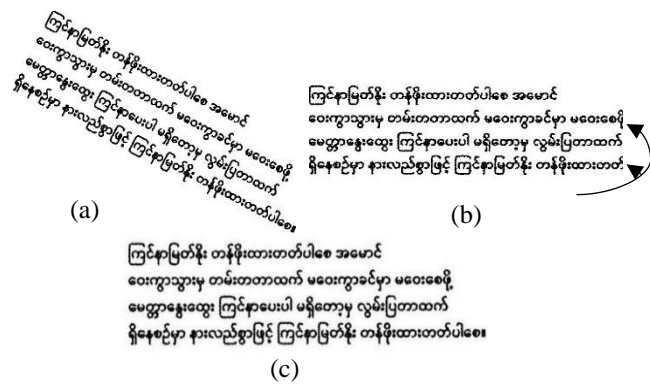 ကြင်နာမြတ်နိုး တန်ဖိုးထားတတ်ပါစေ အမောင်
ဝေးကွာသွားမှ တမ်းတတာထက် မဝေးကွာခင်မှာ မဝေးစေဖို့
မေတ္တာနွေးထွေး ကြင်နာပေးပါ မရှိတော့မှ လွမ်းပြတာထက်
ရှိနေစဉ်မှာ နားလည်စွာဖြင့် ကြင်နာမြတ်နိုး တန်ဖိုးထားတတ်ပါစေ။
(a)
ကြင်နာမြတ်နိုး တန်ဖိုးထားတတ်ပါစေ အမောင်
ဝေးကွာသွားမှ တမ်းတတာထက် မဝေးကွာခင်မှာ မဝေးစေဖို
မေတ္တာနွေးထွေး ကြင်နာပေးပါ မရှိတော့မှ လွမ်းပြတာထက်
ရှိနေစဉ်မှာ နားလည်စွာဖြင့် ကြင်နာမြတ်နိုး တန်ဖိုးထားတတ်
(b)
ကြင်နာမြတ်နိုး တန်ဖိုးထားတတ်ပါစေ အမောင်
ဝေးကွာသွားမှ တမ်းတတာထက် မဝေးကွာခင်မှာ မဝေးစေဖို့
မေတ္တာနွေးထွေး ကြင်နာပေးပါ မရှိတော့မှ လွမ်းပြတာထက်
ရှိနေစဉ်မှာ နားလည်စွာဖြင့် ကြင်နာမြတ်နိုး တန်ဖိုးထားတတ်ပါစေ။
(c)